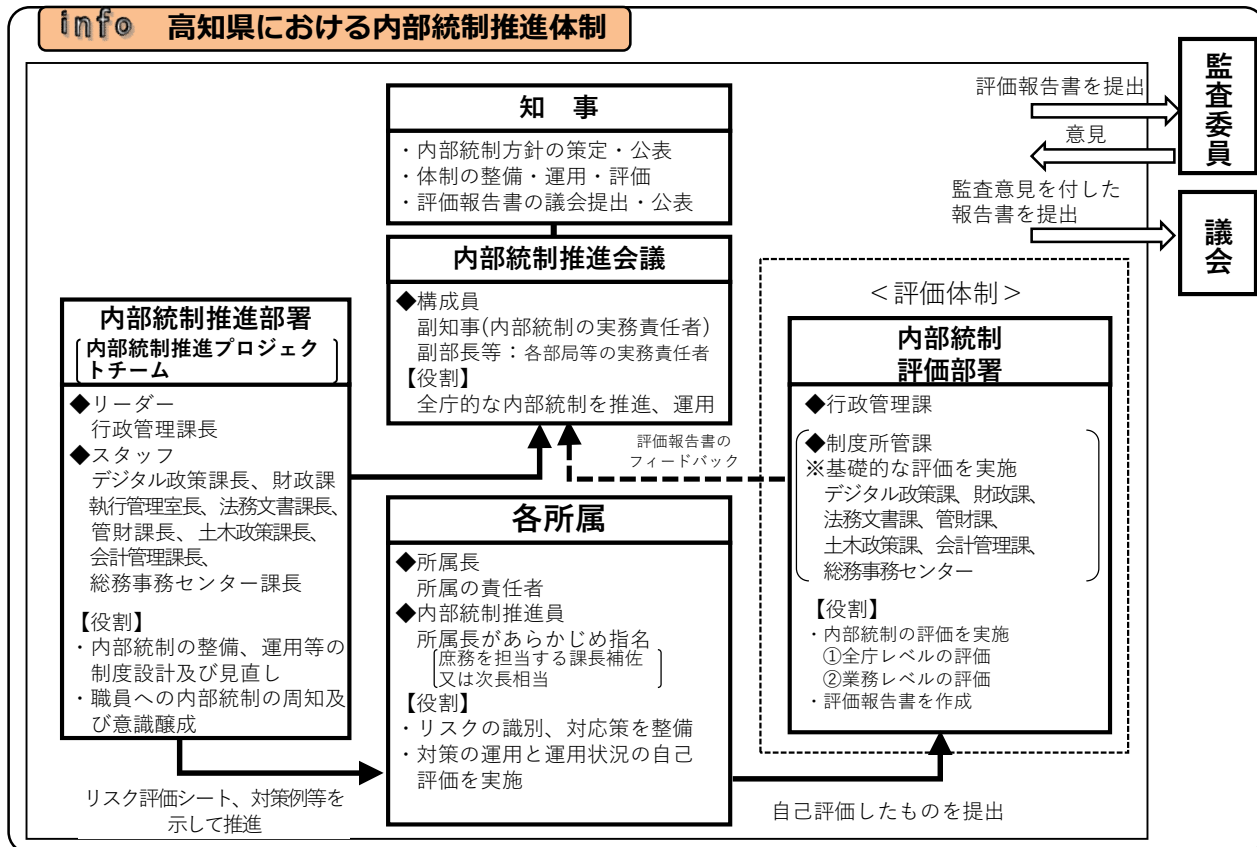 info 高知県における内部統制推進体制
知　事
・内部統制方針の策定・公表
・体制の整備・運用・評価
・評価報告書の議会提出・公表
評価報告書を提出
意見
監査意見を付した
報告書を提出
監査委員
議会
内部統制推進会議
◆構成員
副知事(内部統制の実務責任者)
副部長等：各部局等の実務責任者
【役割】
全庁的な内部統制を推進、運用
内部統制推進部署
内部統制推進プロジェク
トチーム
◆リーダー
行政管理課長
◆スタッフ
デジタル政策課長、財政課
執行管理室長、法務文書課長、
管財課長、土木政策課長、
会計管理課長、
総務事務センター課長
【役割】
・内部統制の整備、運用等の
制度設計及び見直し
・職員への内部統制の周知及
び意識醸成
リスク評価シート、対策例等を
示して推進
評価報告書の
フィードバック
各所属
◆所属長
所属の責任者
◆内部統制推進員
所属長があらかじめ指名
庶務を担当する課長補佐
又は次長相当
【役割】
・リスクの識別、対応策を整備
・対策の運用と運用状況の自己
評価を実施
自己評価したものを提出
＜評価体制＞
内部統制
評価部署
◆行政管理課
◆制度所管課
※基礎的な評価を実施
デジタル政策課、財政課、
法務文書課、管財課、
土木政策課、会計管理課、
総務事務センター
【役割】
・内部統制の評価を実施
①全庁レベルの評価
②業務レベルの評価
・評価報告書を作成